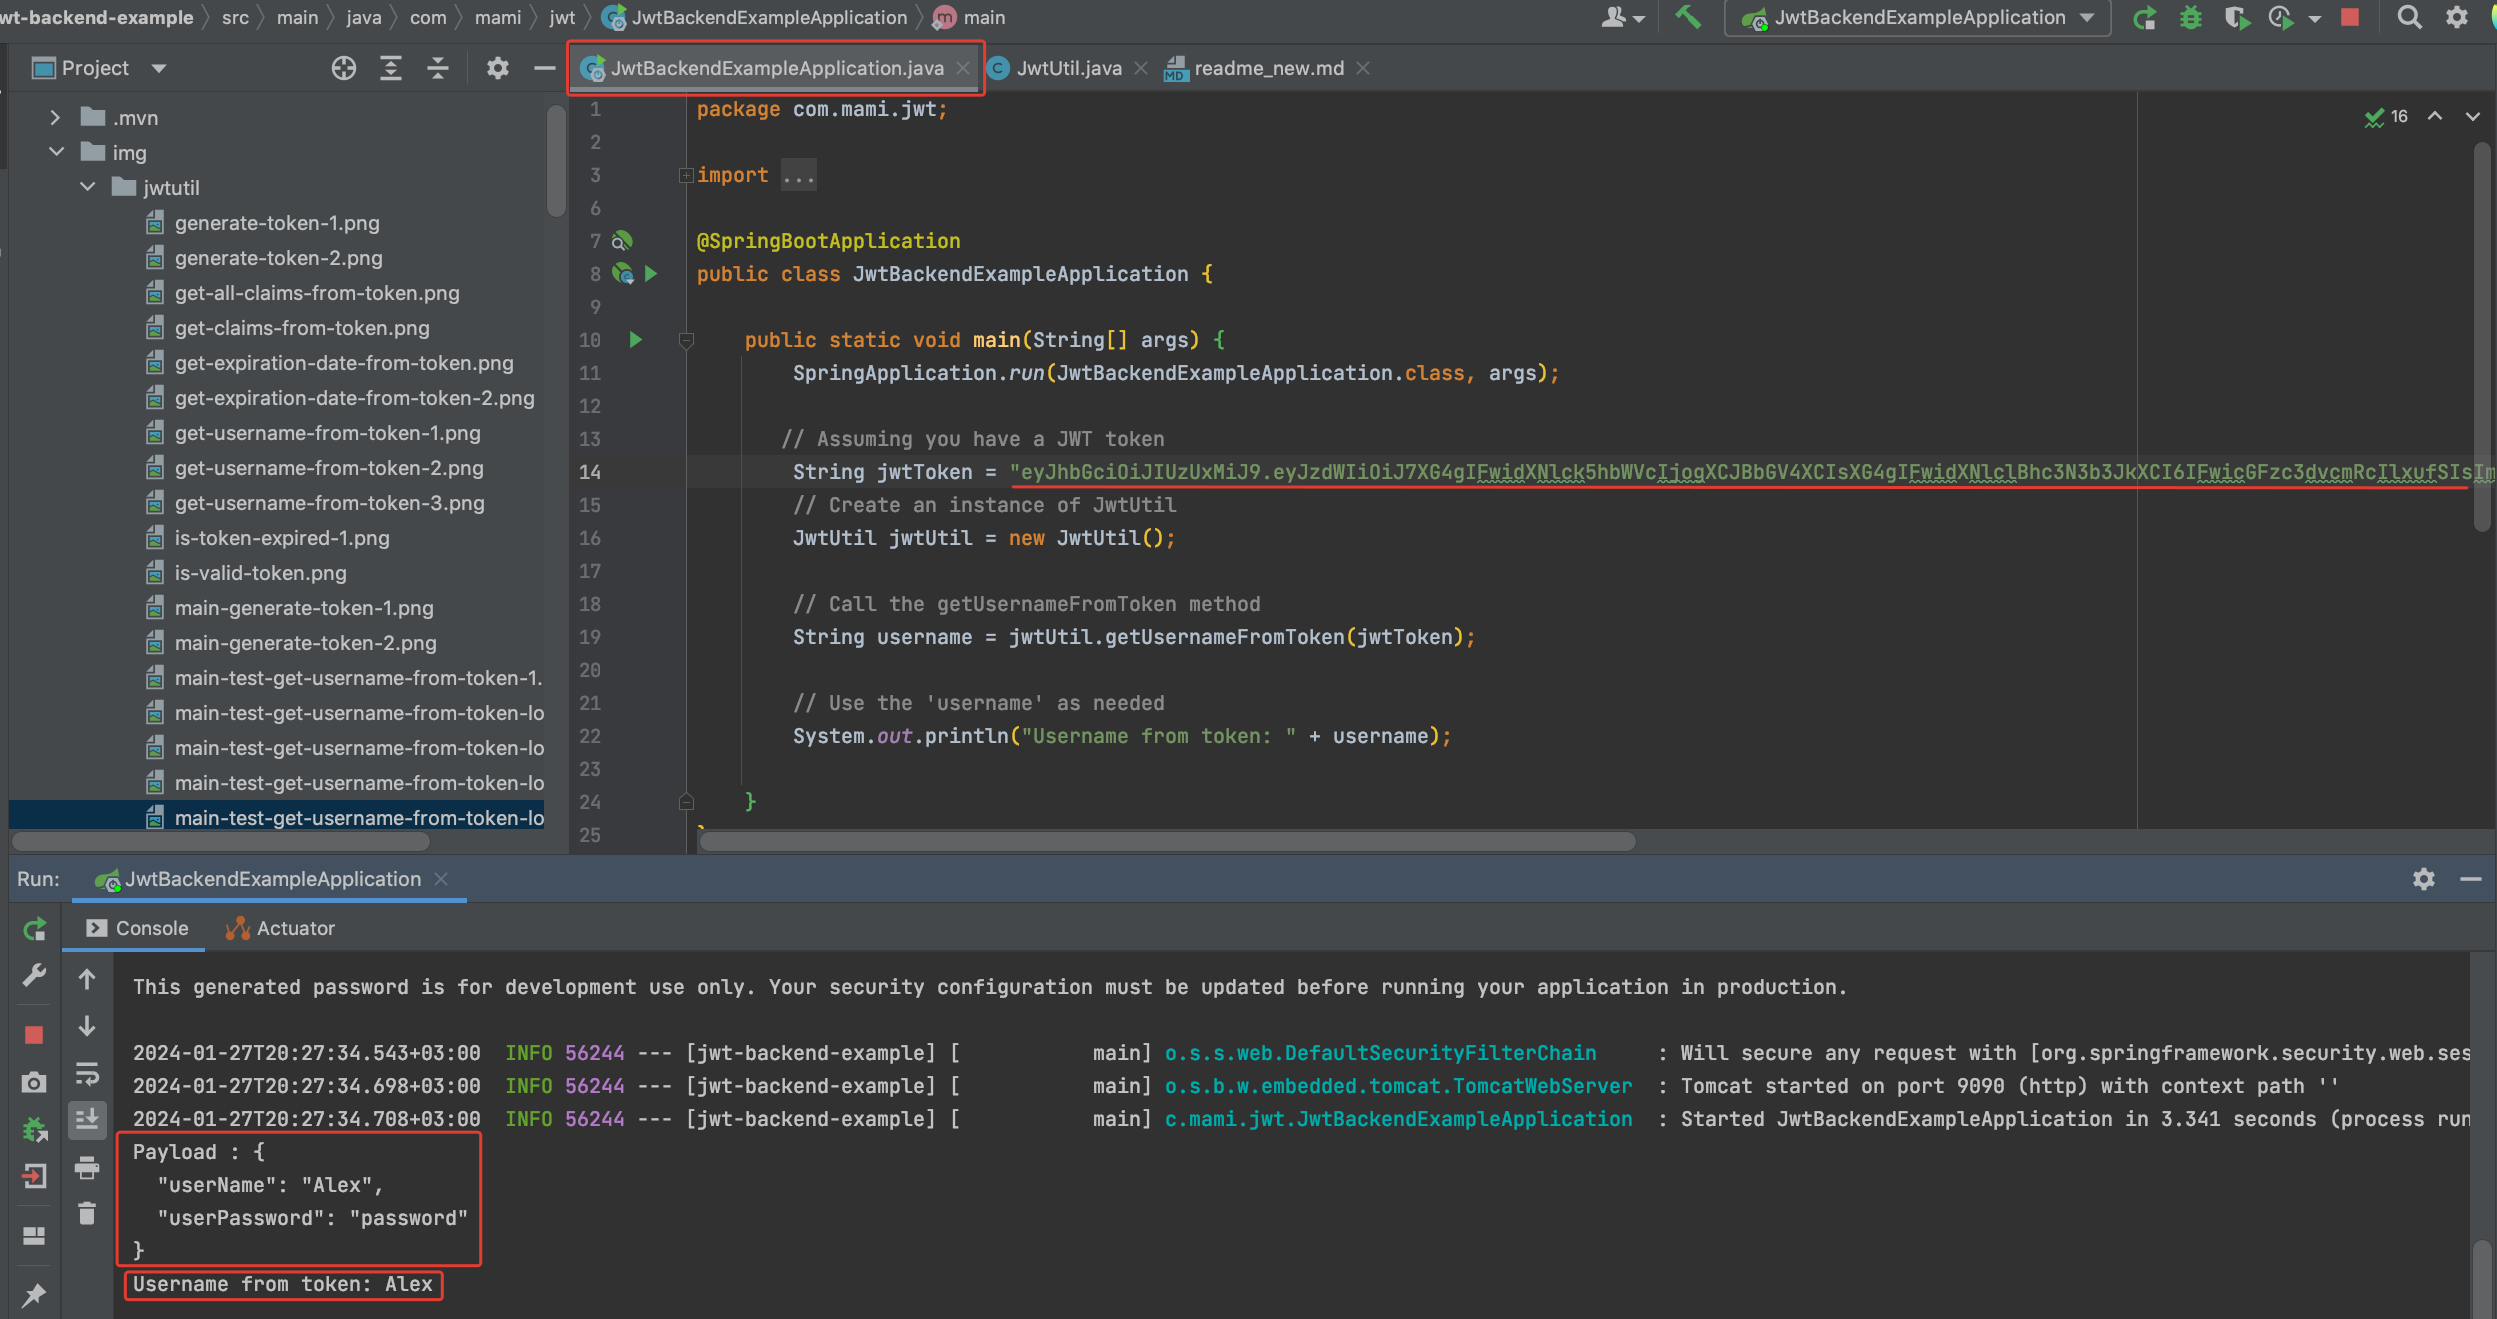 wt-backend-example src main java com mami jwt JwtBackendExampleApplication main
JwtBackendExampleApplication
Project
JwtBackendExampleApplication.java JwtUtil.java readme_new.md
.mvn
img
jwtutil
generate-token-1.png
generate-token-2.png
get-all-claims-from-token.png
get-claims-from-token.png
get-expiration-date-from-token.png
get-expiration-date-from-token-2.png
get-username-from-token-1.png
get-username-from-token-2.png
get-username-from-token-3.png
is-token-expired-1.png
is-valid-token.png
main-generate-token-1.png
main-generate-token-2.png
main-test-get-username-from-token-1.
main-test-get-username-from-token-lo
main-test-get-username-from-token-lo
main-test-get-username-from-token-lo
main-test-get-username-from-token-lo
16
1 package com.mami.jwt;
2
3 import ...
6
7 @SpringBootApplication
8 public class JwtBackendExampleApplication {
9
10 public static void main(String[] args) {
11 SpringApplication.run(JwtBackendExampleApplication.class, args);
12
13 // Assuming you have a JWT token
14 String jwtToken = "eyJhbGciOiJIUzUxMiJ9.eyJzdWIiOiJ7XG4gIFwidXNlck5hbWVcIjogXCJBbGV4XCIsXG4gIFwidXNlclBhc3N3b3JkXCI6IFwicGFzc3dvcmRcIlxufSIsIm
15 // Create an instance of JwtUtil
16 JwtUtil jwtUtil = new JwtUtil();
17
18 // Call the getUsernameFromToken method
19 String username = jwtUtil.getUsernameFromToken(jwtToken);
20
21 // Use the 'username' as needed
22 System.out.println("Username from token: " + username);
23
24 }
25
Run: JwtBackendExampleApplication
Console Actuator
This generated password is for development use only. Your security configuration must be updated before running your application in production.
2024-01-27T20:27:34.543+03:00 INFO 56244 --- [jwt-backend-example] [ main] o.s.s.web.DefaultSecurityFilterChain : Will secure any request with [org.springframework.security.web.ses
2024-01-27T20:27:34.698+03:00 INFO 56244 --- [jwt-backend-example] [ main] o.s.b.w.embedded.tomcat.TomcatWebServer : Tomcat started on port 9090 (http) with context path ''
2024-01-27T20:27:34.708+03:00 INFO 56244 --- [jwt-backend-example] [ main] c.mami.jwt.JwtBackendExampleApplication : Started JwtBackendExampleApplication in 3.341 seconds (process run
Payload : {
"userName": "Alex",
"userPassword": "password"
}
Username from token: Alex